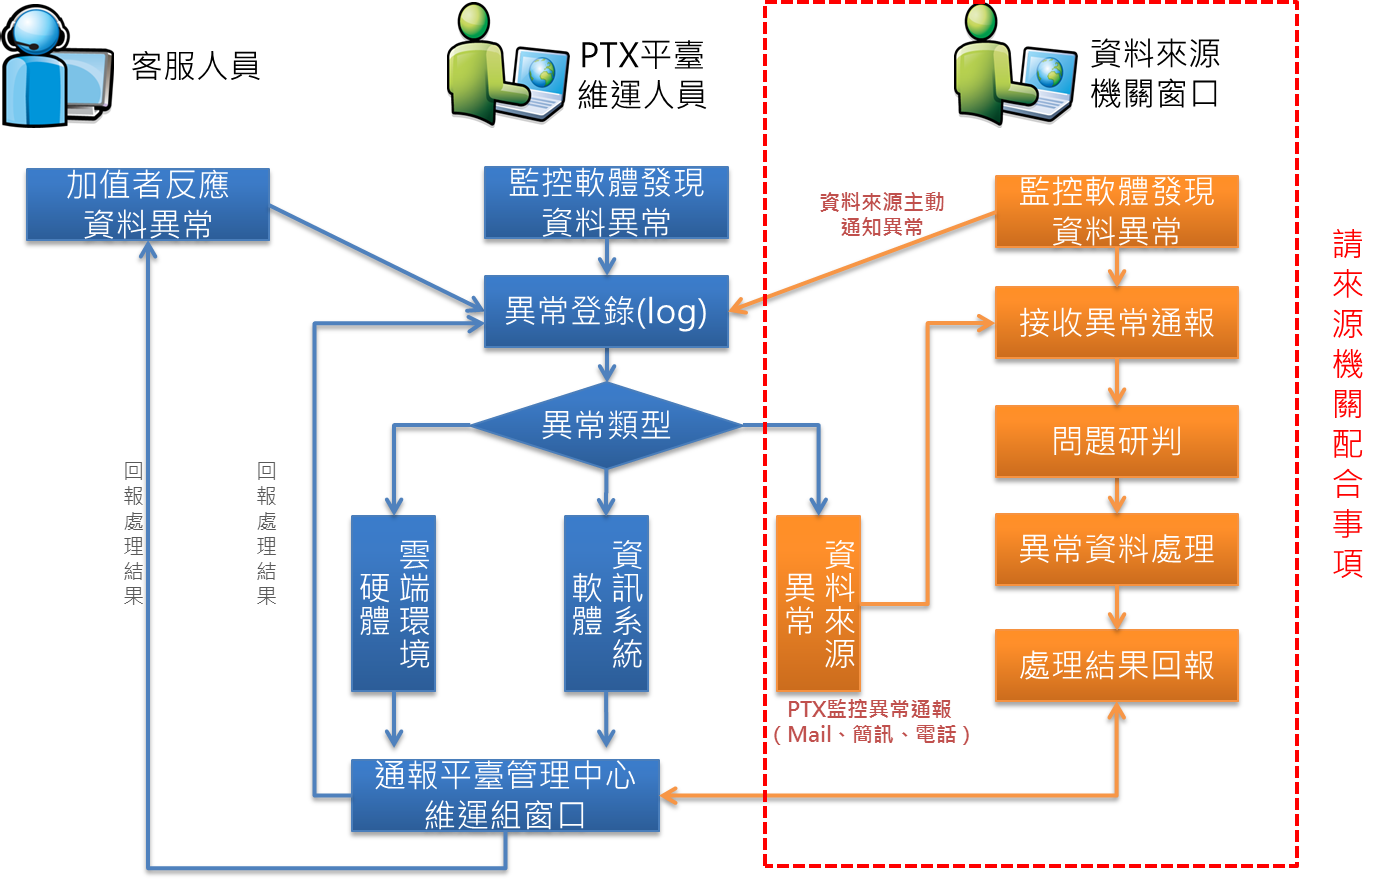 客服人員
PTX平臺
維運人員
資料來源
機關窗口
加值者反應
資料異常
監控軟體發現
資料異常
資料來源主動
通知異常
監控軟體發現
資料異常
異常登錄(log)
接收異常通報
異常類型
問題研判
異常資料處理
處理結果回報
回報處理結果
回報處理結果
雲端環境
硬體
資訊系統
軟體
資料來源
異常
PTX監控異常通報
（Mail、簡訊、電話）
通報平臺管理中心
維運組窗口
請來源機關配合事項